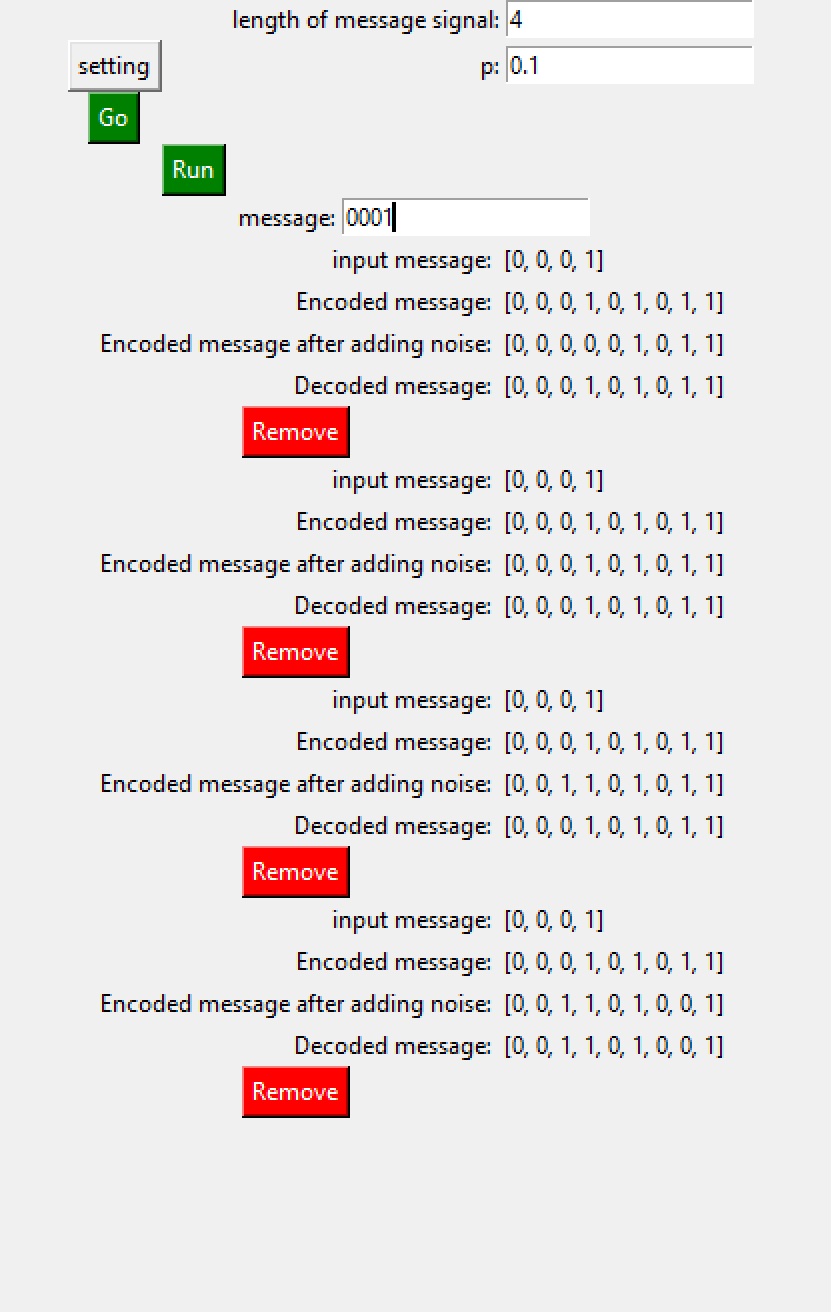 length of message signal: 4
setting p: 0.1
Go
Run
message: 0001
input message: [0, 0, 0, 1]
Encoded message: [0, 0, 0, 1, 0, 1, 0, 1, 1]
Encoded message after adding noise: [0, 0, 0, 0, 0, 1, 0, 1, 1]
Decoded message: [0, 0, 0, 1, 0, 1, 0, 1, 1]
Remove
input message: [0, 0, 0, 1]
Encoded message: [0, 0, 0, 1, 0, 1, 0, 1, 1]
Encoded message after adding noise: [0, 0, 0, 1, 0, 1, 0, 1, 1]
Decoded message: [0, 0, 0, 1, 0, 1, 0, 1, 1]
Remove
input message: [0, 0, 0, 1]
Encoded message: [0, 0, 0, 1, 0, 1, 0, 1, 1]
Encoded message after adding noise: [0, 0, 1, 1, 0, 1, 0, 1, 1]
Decoded message: [0, 0, 0, 1, 0, 1, 0, 1, 1]
Remove
input message: [0, 0, 0, 1]
Encoded message: [0, 0, 0, 1, 0, 1, 0, 1, 1]
Encoded message after adding noise: [0, 0, 1, 1, 0, 1, 0, 0, 1]
Decoded message: [0, 0, 1, 1, 0, 1, 0, 0, 1]
Remove